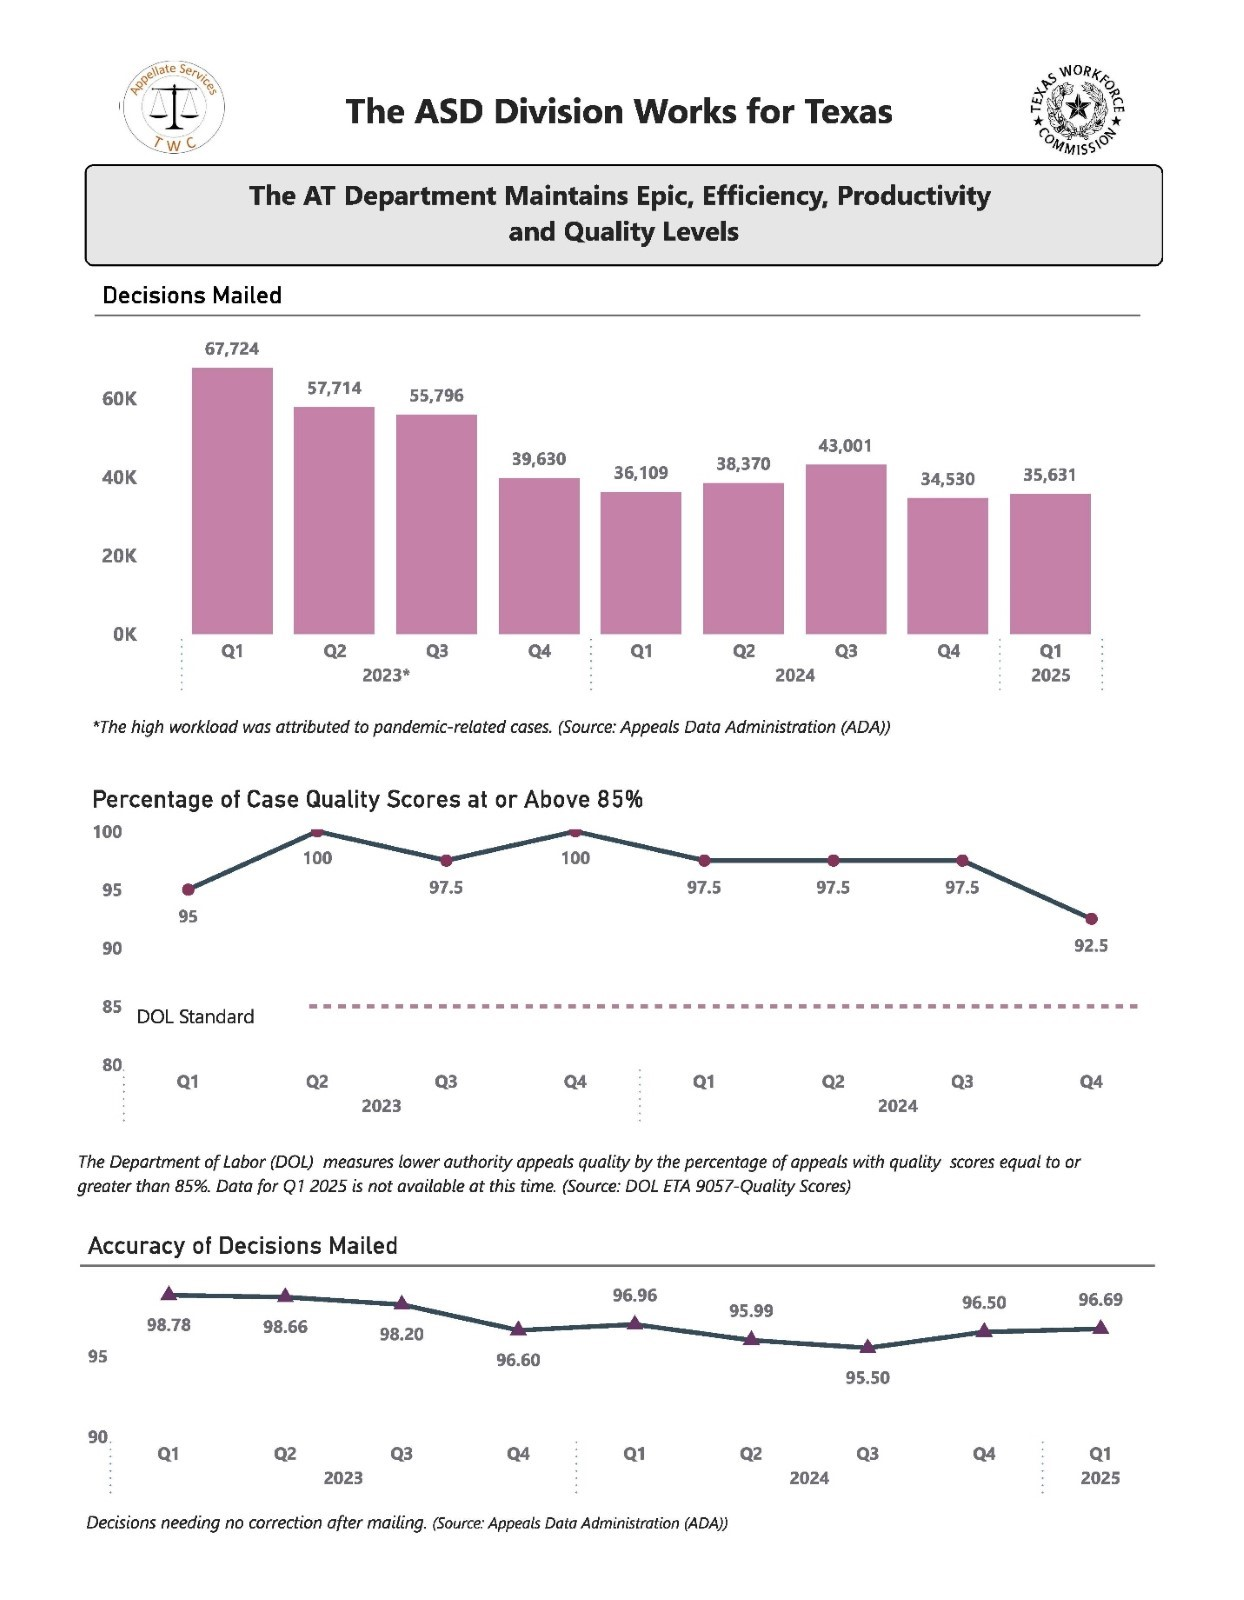 Appellate Services
TWC
The ASD Division Works for Texas
TEXAS WORKFORCE
COMMISSION
The AT Department Maintains Epic, Efficiency, Productivity
and Quality Levels
Decisions Mailed
67,724
57,714
55,796
39,630
36,109
38,370
43,001
34,530
35,631
60K
40K
20K
0K
Q1 Q2 Q3 Q4 Q1 Q2 Q3 Q4 Q1
2023* 2024 2025
*The high workload was attributed to pandemic-related cases. (Source: Appeals Data Administration (ADA))
Percentage of Case Quality Scores at or Above 85%
100
95
90
85
80
95
100
97.5
100
97.5
97.5
97.5
92.5
DOL Standard
Q1 Q2 Q3 Q4 Q1 Q2 Q3 Q4
2023 2024
The Department of Labor (DOL) measures lower authority appeals quality by the percentage of appeals with quality scores equal to or
greater than 85%. Data for Q1 2025 is not available at this time. (Source: DOL ETA 9057-Quality Scores)
Accuracy of Decisions Mailed
98.78
98.66
98.20
96.60
96.96
95.99
95.50
96.50
96.69
95
90
Q1 Q2 Q3 Q4 Q1 Q2 Q3 Q4 Q1
2023 2024 2025
Decisions needing no correction after mailing. (Source: Appeals Data Administration (ADA))